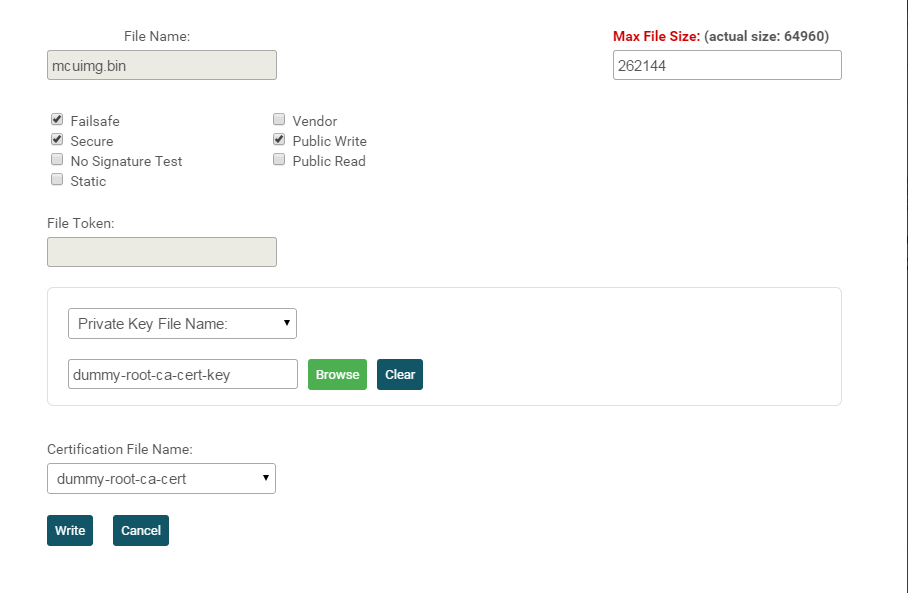 File Name:
Max File Size: (actual size: 64960)
mcuimg.bin
262144
Failsafe
Vendor
Secure
Public Write
No Signature Test
Public Read
Static
File Token:
Private Key File Name:
dummy-root-ca-cert-key
Browse
Clear
Certification File Name:
dummy-root-ca-cert
Write
Cancel